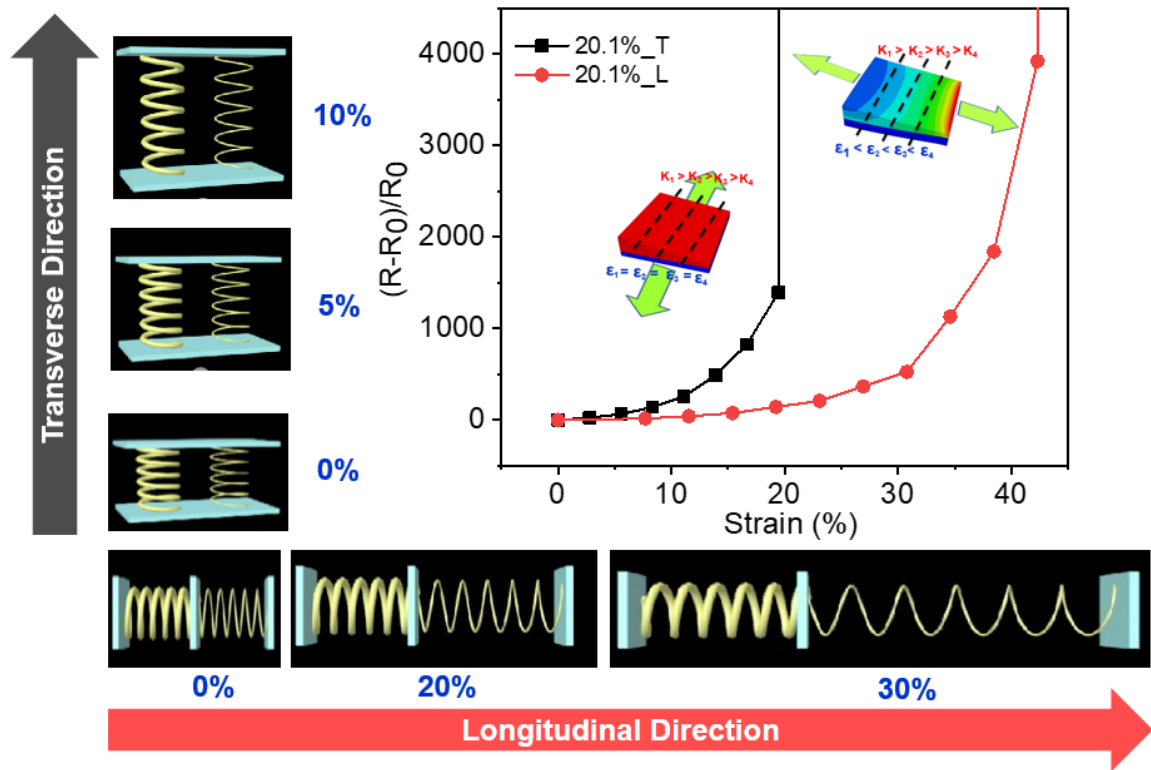 Transverse Direction
10%
5%
0%
(R-R0)/R0
4000
3000
2000
1000
0
20.1%_T
20.1%_L
K1 > K2 > K3 > K4
ε1 < ε2 < ε3 < ε4
K1 > K2 > K3 > K4
ε1 = ε2 = ε3 = ε4
0 10 20 30 40
Strain (%)
0% 20% 30%
Longitudinal Direction